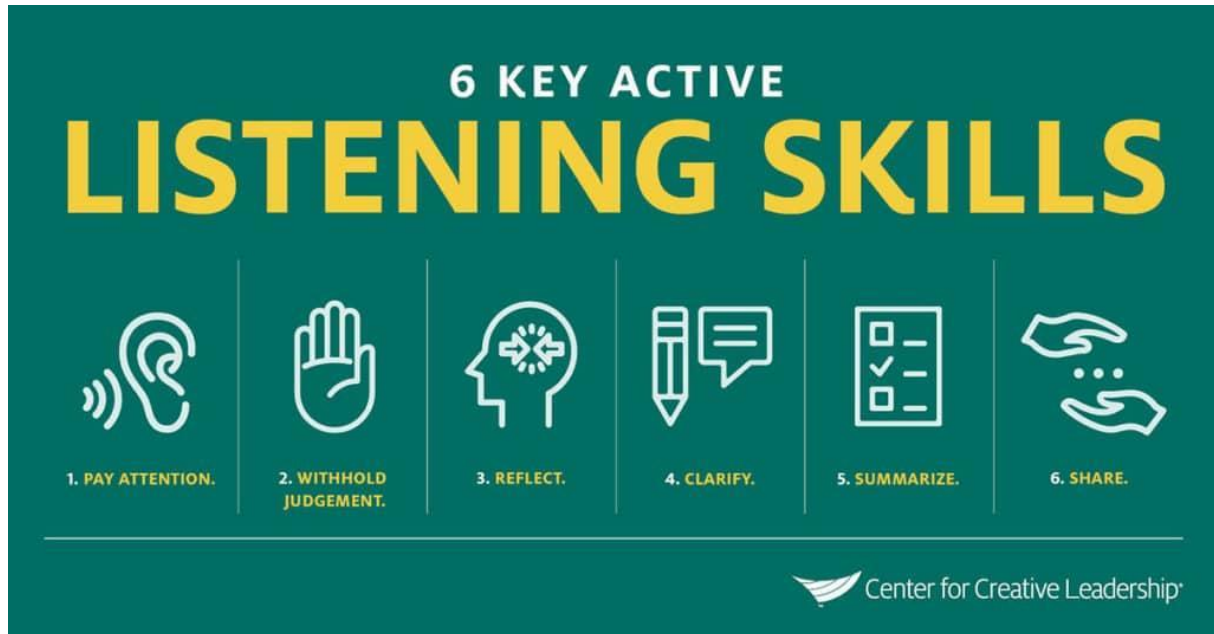 6 KEY ACTIVE
LISTENING SKILLS
1. PAY ATTENTION.
2. WITHHOLD
JUDGEMENT.
3. REFLECT.
4. CLARIFY.
5. SUMMARIZE.
6. SHARE.
Center for Creative Leadership®